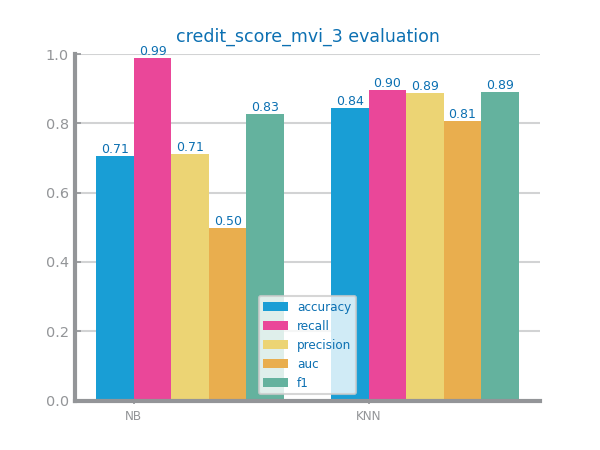 credit_score_mvi_3 evaluation
1.0
0.8
0.6
0.4
0.2
0.0
0.71
0.99
0.71
0.50
0.83
0.84
0.90
0.89
0.81
0.89
accuracy
recall
precision
auc
f1
NB
KNN